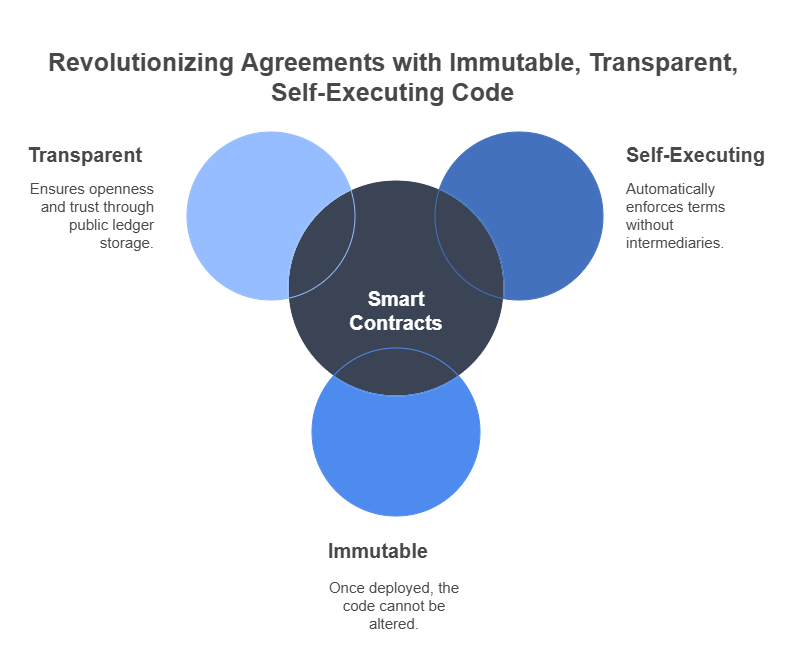 Revolutionizing Agreements with Immutable, Transparent,
Self-Executing Code
Transparent
Ensures openness
and trust through
public ledger
storage.
Self-Executing
Automatically
enforces terms
without
intermediaries.
Smart
Contracts
Immutable
Once deployed, the
code cannot be
altered.